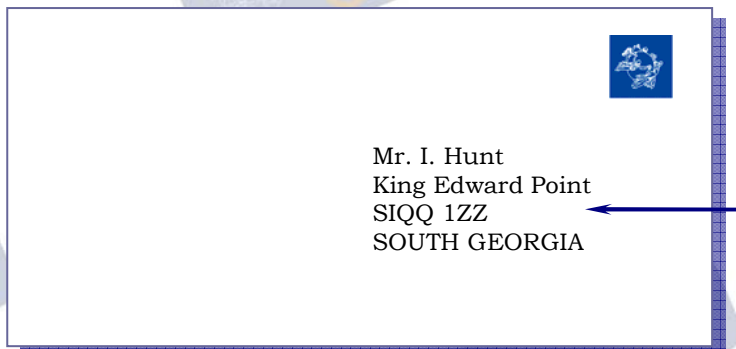 Mr. I. Hunt
King Edward Point
SIQQ 1ZZ
SOUTH GEORGIA